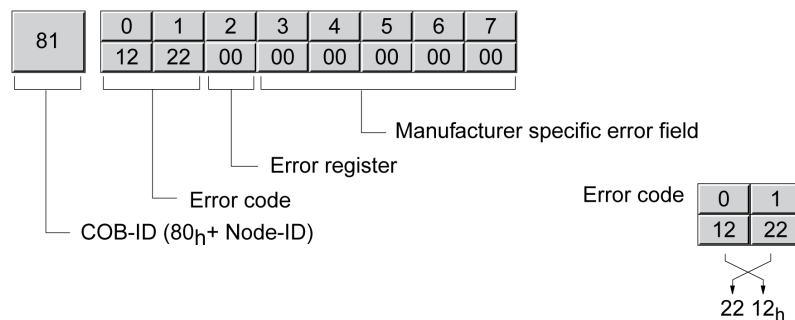 81 0 1 2 3 4 5 6 7
12 22 00 00 00 00 00 00
Manufacturer specific error field
Error register
Error code
COB-ID (80h+ Node-ID)
Error code 0 1
12 22
22 12h